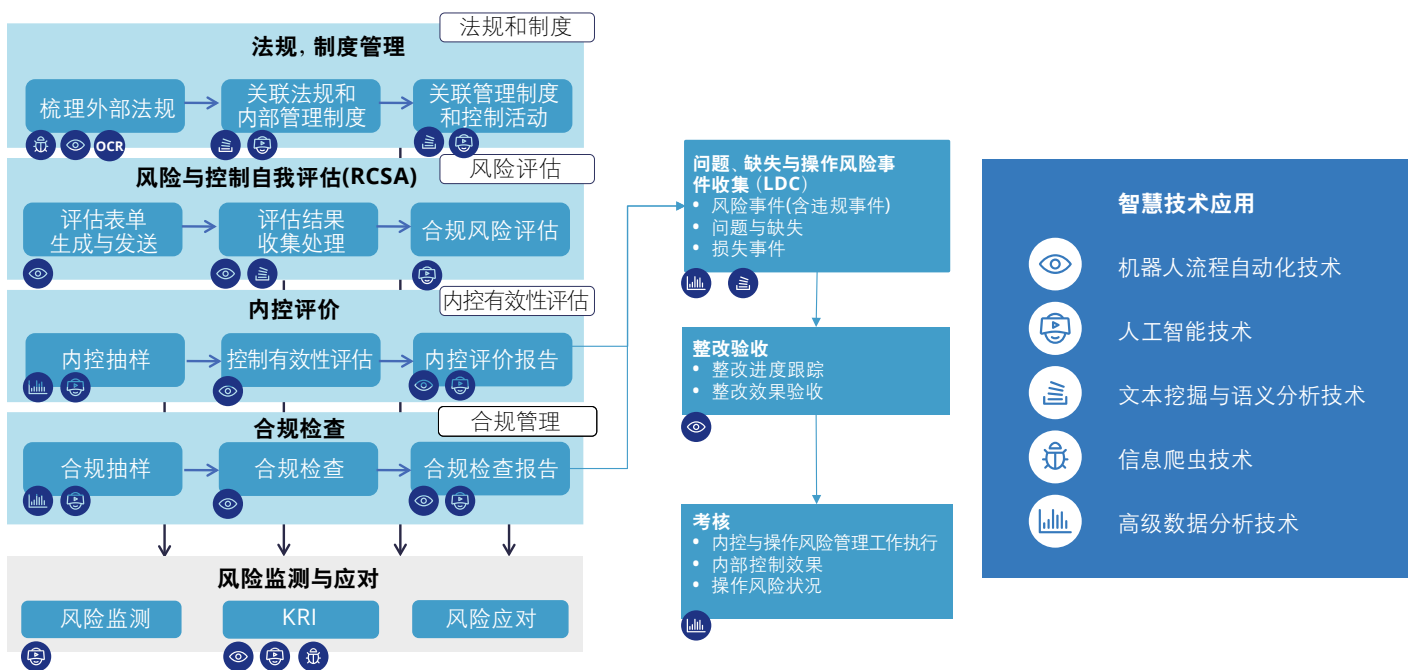 法规和制度
法规, 制度管理
梳理外部法规
关联法规和
内部管理制度
关联管理制度
和控制活动
OCR
风险评估
风险与控制自我评估(RCSA)
评估表单
生成与发送
评估结果
收集处理
合规风险评估
内控有效性评估
内控评价
内控抽样
控制有效性评估
内控评价报告
合规管理
合规检查
合规抽样
合规检查
合规检查报告
风险监测与应对
风险监测
KRI
风险应对
问题、缺失与操作风险事
件收集 (LDC)
• 风险事件(含违规事件)
• 问题与缺失
• 损失事件
整改验收
• 整改进度跟踪
• 整改效果验收
考核
• 内控与操作风险管理工作执行
• 内部控制效果
• 操作风险状况
智慧技术应用
机器人流程自动化技术
人工智能技术
文本挖掘与语义分析技术
信息爬虫技术
高级数据分析技术